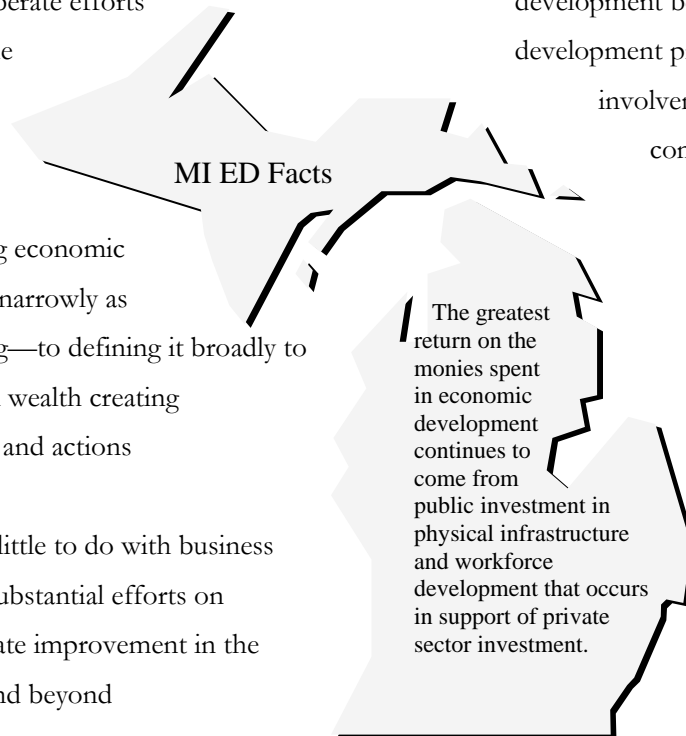 perate efforts
e
g economic
narrowly as
g—to defining it broadly to
wealth creating
and actions
little to do with business
ubstantial efforts on
ate improvement in the
nd beyond
development b
development p
involve
con
MI ED Facts
The greatest
return on the
monies spent
in economic
development
continues to
come from
public investment in
physical infrastructure
and workforce
development that occurs
in support of private
sector investment.